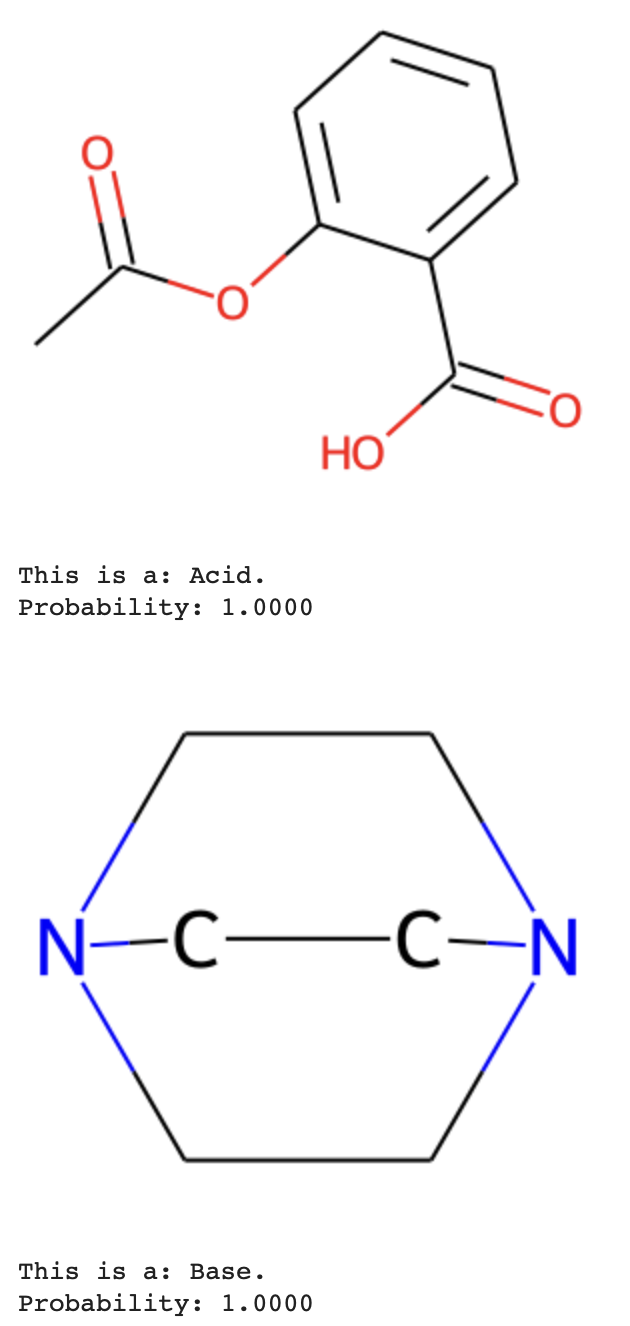 O
O
O
HO
This is a: Acid.
Probability: 1.0000
N C C N
This is a: Base.
Probability: 1.0000